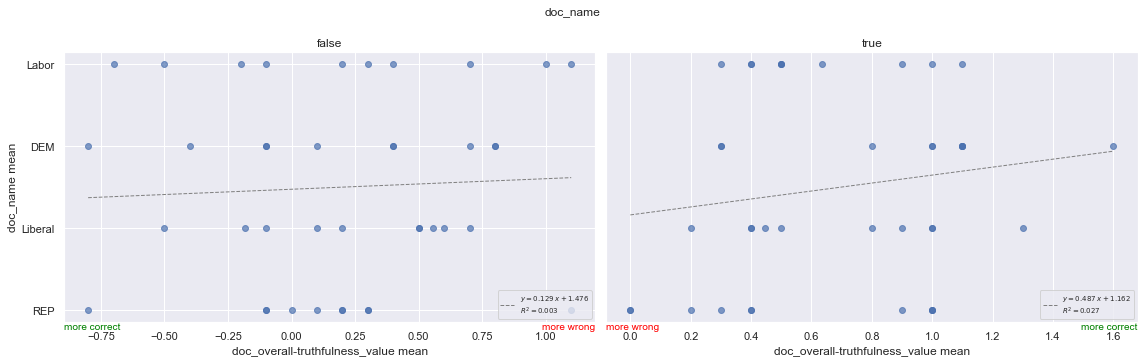 doc_name
false
true
Labor
DEM
Liberal
REP
doc_name mean
y = 0.129 x + 1.476
R² = 0.003
y = 0.487 x + 1.162
R² = 0.027
more correct
more wrong
more wrong
more correct
−0.75 −0.50 −0.25 0.00 0.25 0.50 0.75 1.00
0.0 0.2 0.4 0.6 0.8 1.0 1.2 1.4 1.6
doc_overall-truthfulness_value mean
doc_overall-truthfulness_value mean